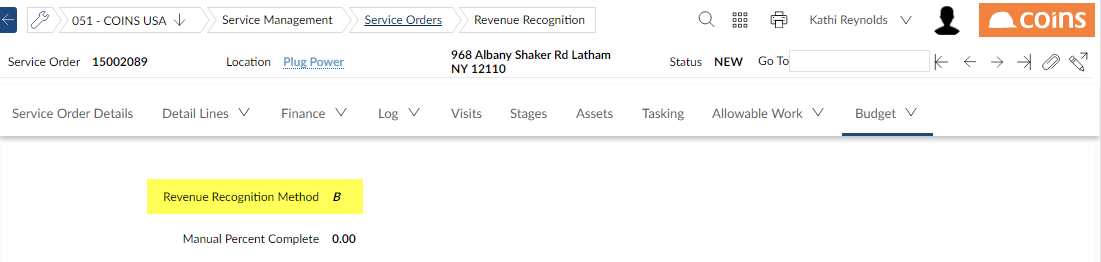 051 - COINS USA
Service Management
Service Orders
Revenue Recognition
Kathi Reynolds
coins
Service Order 15002089
Location Plug Power
968 Albany Shaker Rd Latham
NY 12110
Status NEW
Go To
Service Order Details
Detail Lines
Finance
Log
Visits
Stages
Assets
Tasking
Allowable Work
Budget
Revenue Recognition Method B
Manual Percent Complete 0.00